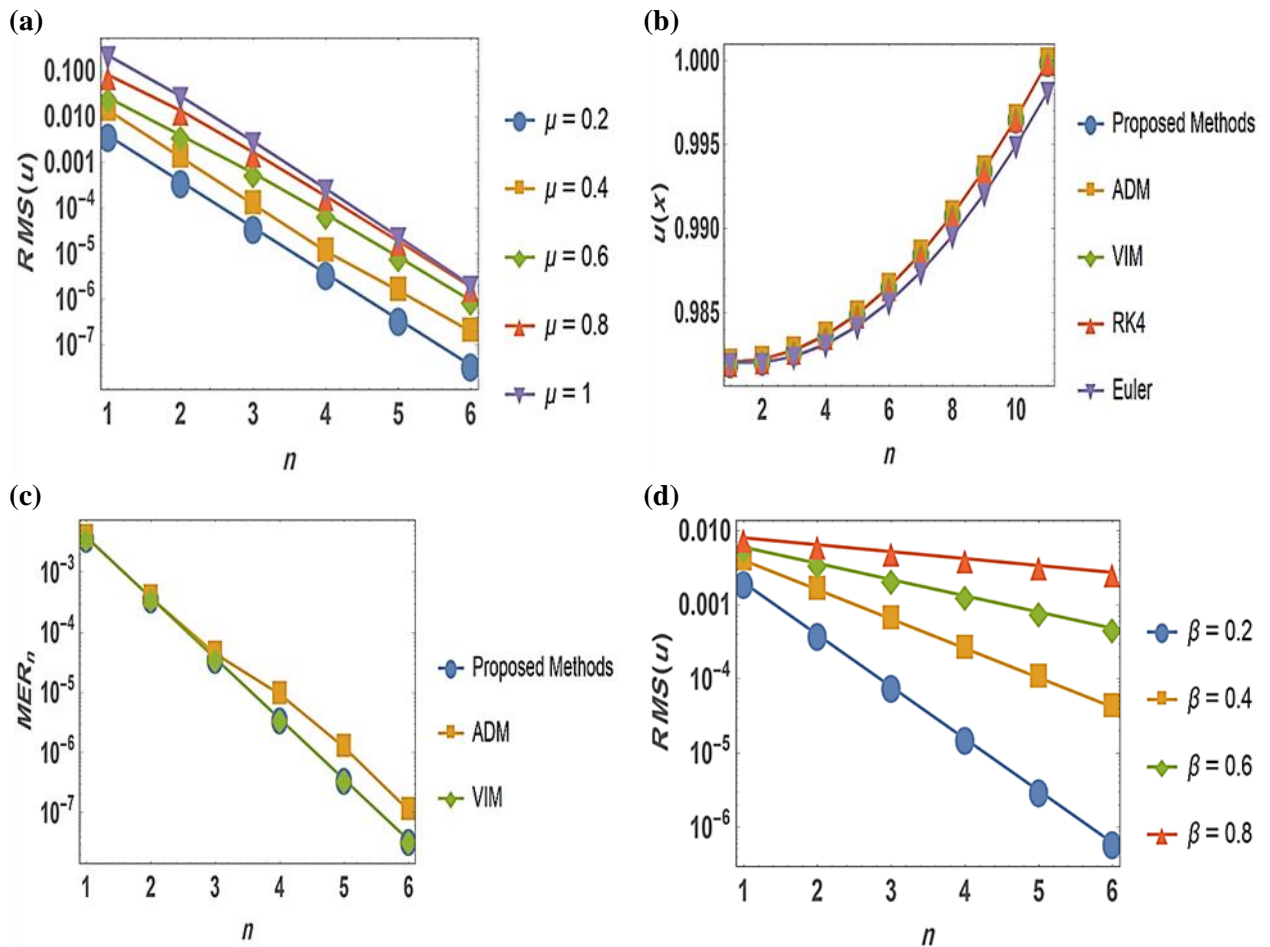 (a)
RMS(u)
0.100
0.010
0.001
10⁻⁴
10⁻⁵
10⁻⁶
10⁻⁷
1 2 3 4 5 6
n
μ = 0.2
μ = 0.4
μ = 0.6
μ = 0.8
μ = 1
(b)
u(x)
1.000
0.995
0.990
0.985
2 4 6 8 10
n
Proposed Methods
ADM
VIM
RK4
Euler
(c)
MERₙ
10⁻³
10⁻⁴
10⁻⁵
10⁻⁶
10⁻⁷
1 2 3 4 5 6
n
Proposed Methods
ADM
VIM
(d)
RMS(u)
0.010
0.001
10⁻⁴
10⁻⁵
10⁻⁶
1 2 3 4 5 6
n
β = 0.2
β = 0.4
β = 0.6
β = 0.8